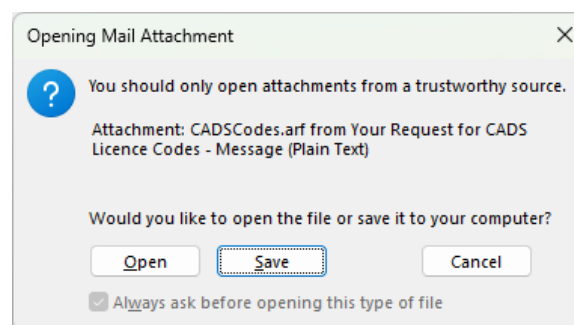 Opening Mail Attachment
You should only open attachments from a trustworthy source.
Attachment: CADSCodes.arf from Your Request for CADS
Licence Codes - Message (Plain Text)
Would you like to open the file or save it to your computer?
Open Save Cancel
Always ask before opening this type of file